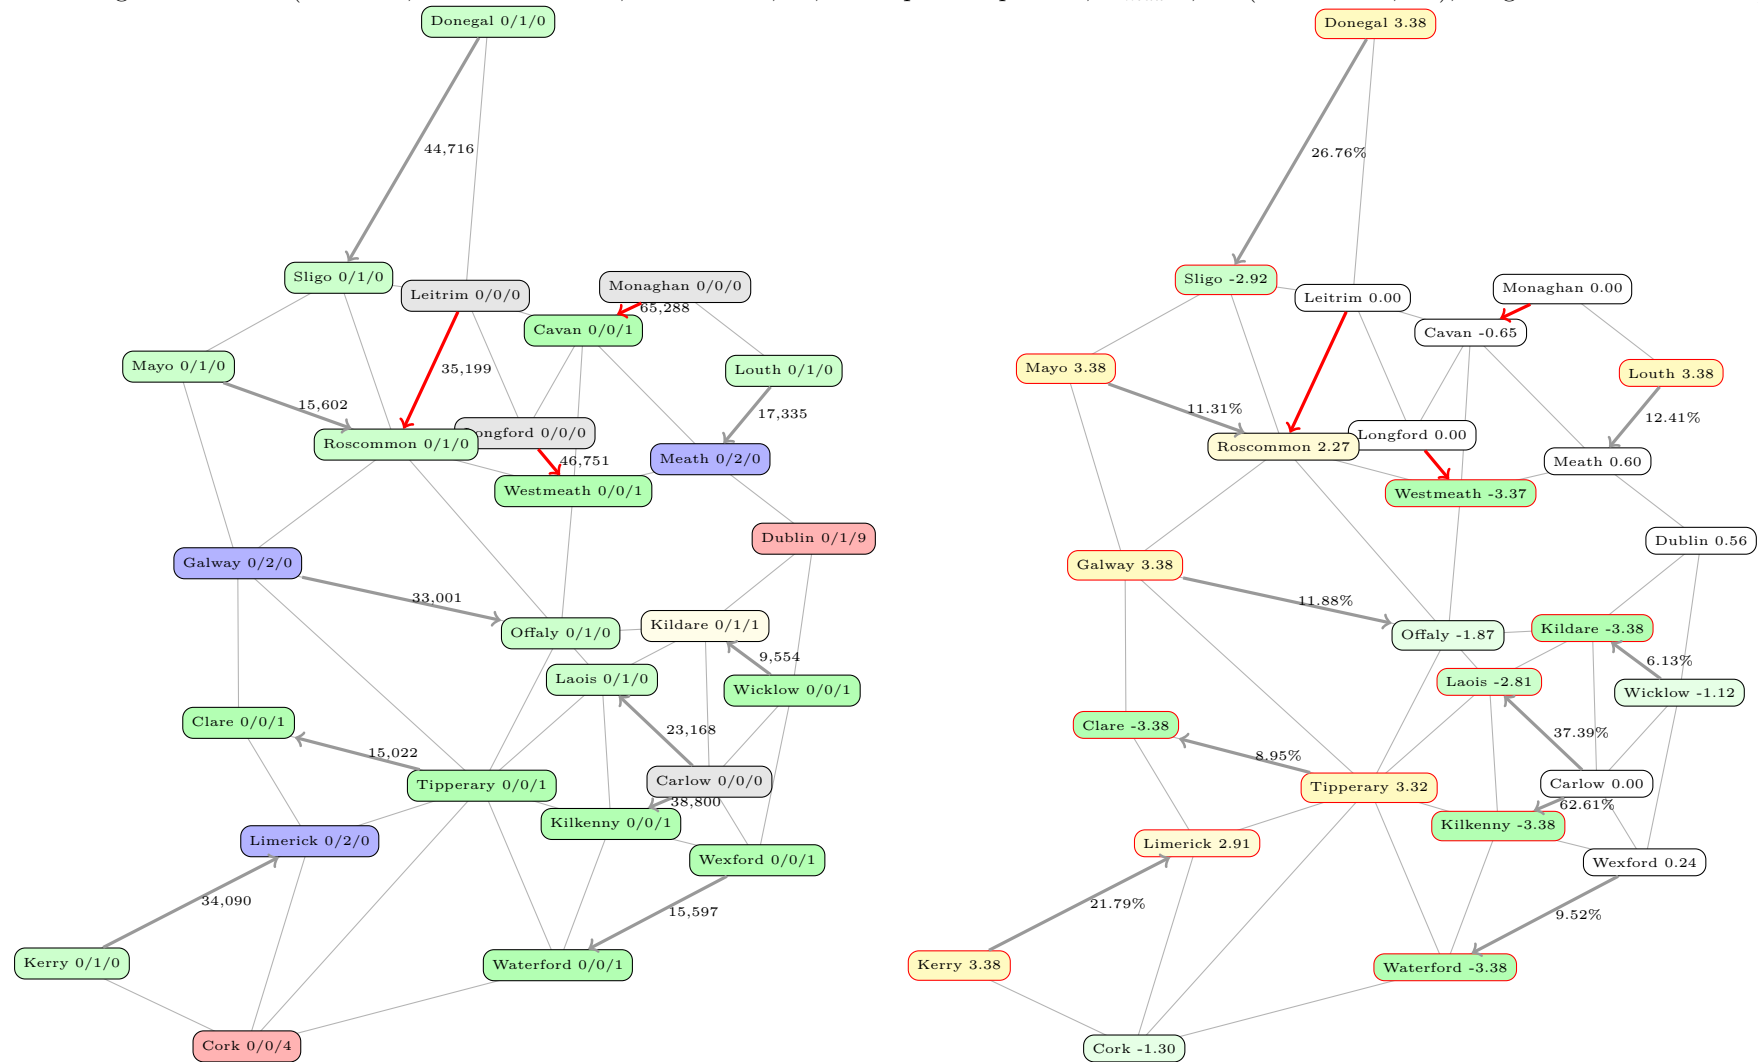 Donegal 0/1/0
44,716
Sligo 0/1/0
Leitrim 0/0/0
Monaghan 0/0/0
65,288
Cavan 0/0/1
Mayo 0/1/0
35,199
Louth 0/1/0
15,602
17,335
Roscommon 0/1/0
Longford 0/0/0
46,751
Meath 0/2/0
Westmeath 0/0/1
Dublin 0/1/9
Galway 0/2/0
33,001
Offaly 0/1/0
Kildare 0/1/1
9,554
Laois 0/1/0
Wicklow 0/0/1
Clare 0/0/1
15,022
23,168
Tipperary 0/0/1
Carlow 0/0/0
38,800
Kilkenny 0/0/1
Limerick 0/2/0
Wexford 0/0/1
34,090
15,597
Kerry 0/1/0
Waterford 0/0/1
Cork 0/0/4
Donegal 3.38
26.76%
Sligo -2.92
Leitrim 0.00
Monaghan 0.00
Cavan -0.65
Mayo 3.38
Louth 3.38
11.31%
12.41%
Roscommon 2.27
Longford 0.00
Meath 0.60
Westmeath -3.37
Dublin 0.56
Galway 3.38
11.88%
Offaly -1.87
Kildare -3.38
6.13%
Laois -2.81
Wicklow -1.12
Clare -3.38
8.95%
37.39%
Tipperary 3.32
Carlow 0.00
62.61%
Kilkenny -3.38
Limerick 2.91
Wexford 0.24
21.79%
9.52%
Kerry 3.38
Waterford -3.38
Cork -1.30